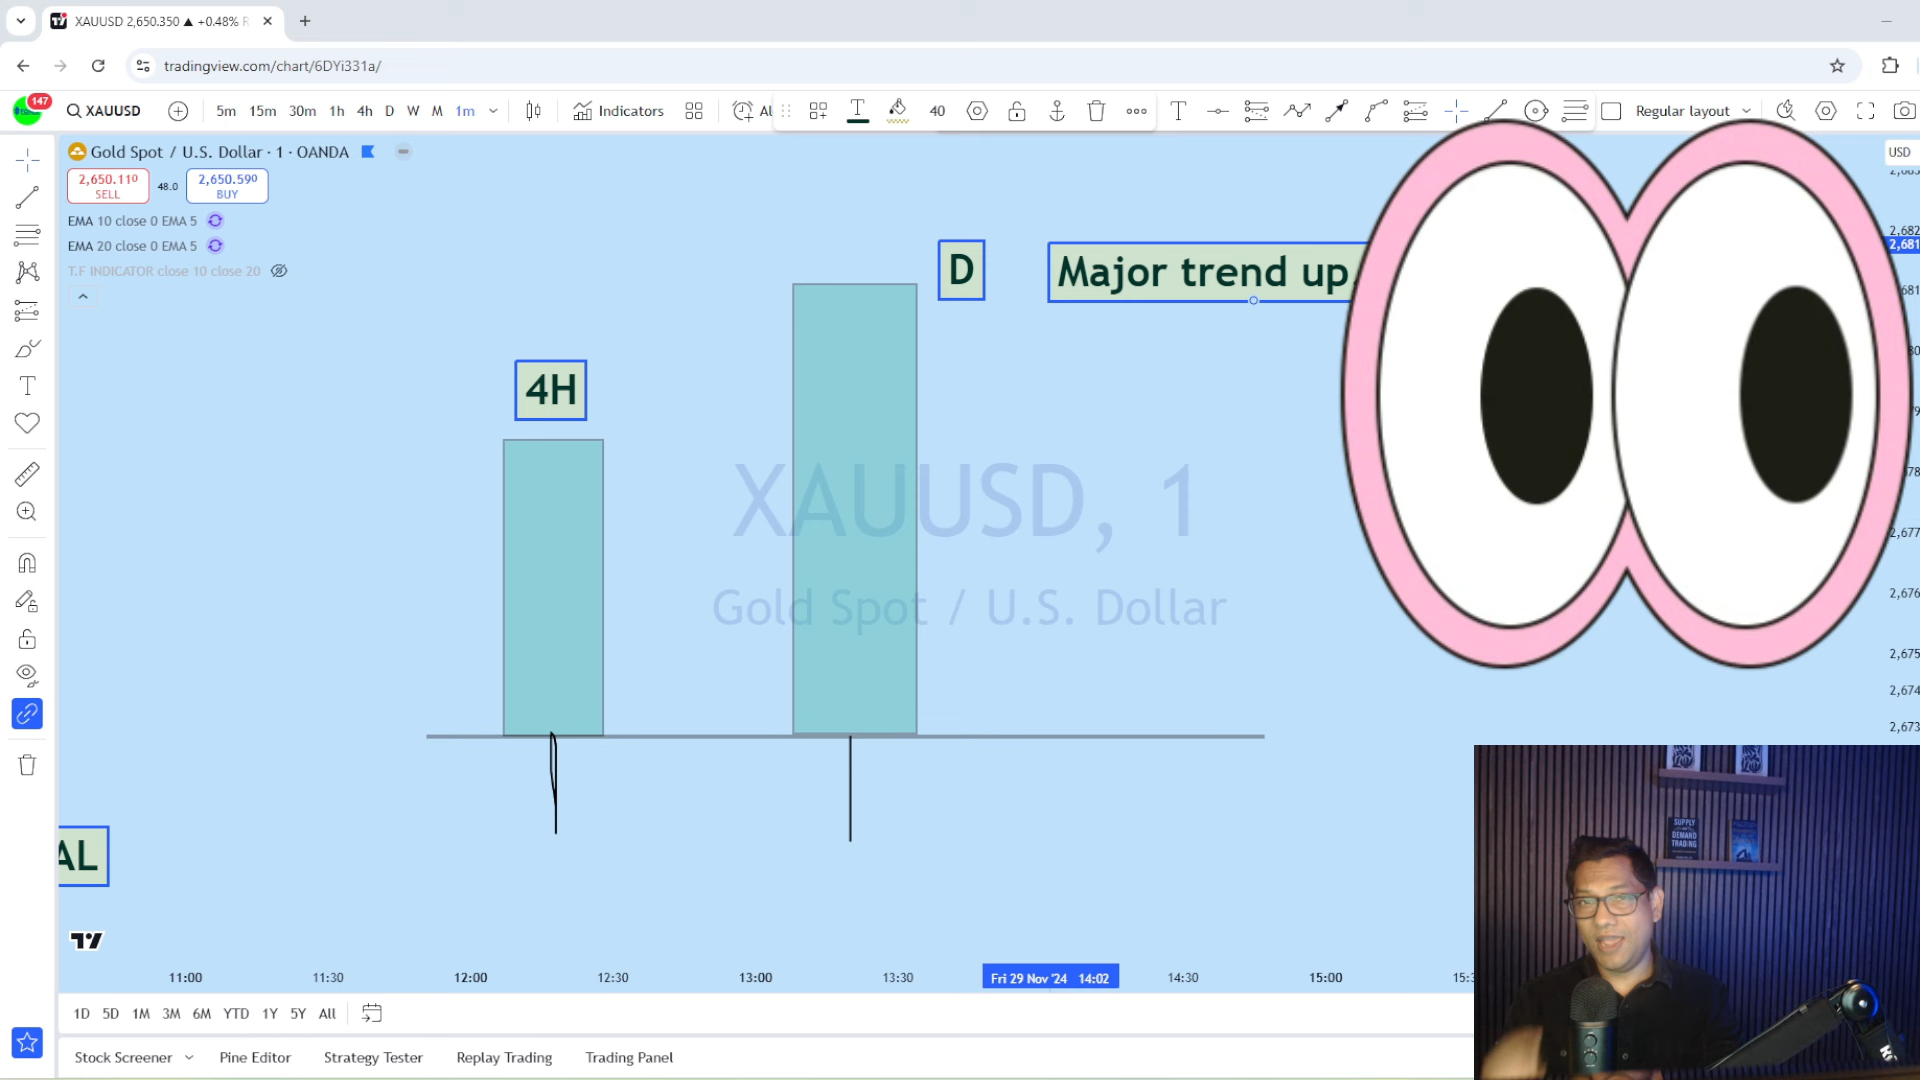 XAUUSD 2,650.350 ▲ +0.48%
tradingview.com/chart/6DYi331a/
147
XAUUSD
5m 15m 30m 1h 4h D W M 1m
Indicators
40
Regular layout
Gold Spot / U.S. Dollar · 1 · OANDA
USD
2,650.110
SELL
48.0
2,650.590
BUY
EMA 10 close 0 EMA 5
EMA 20 close 0 EMA 5
T.F INDICATOR close 10 close 20
D
Major trend up
4H
XAUUSD, 1
Gold Spot / U.S. Dollar
2,682
2,681
2,677
2,676
2,675
2,674
2,673
SUPPLY
DEMAND
TRADING
AL
11:00 11:30 12:00 12:30 13:00 13:30 Fri 29 Nov '24 14:02 14:30 15:00
1D 5D 1M 3M 6M YTD 1Y 5Y All
Stock Screener Pine Editor Strategy Tester Replay Trading Trading Panel